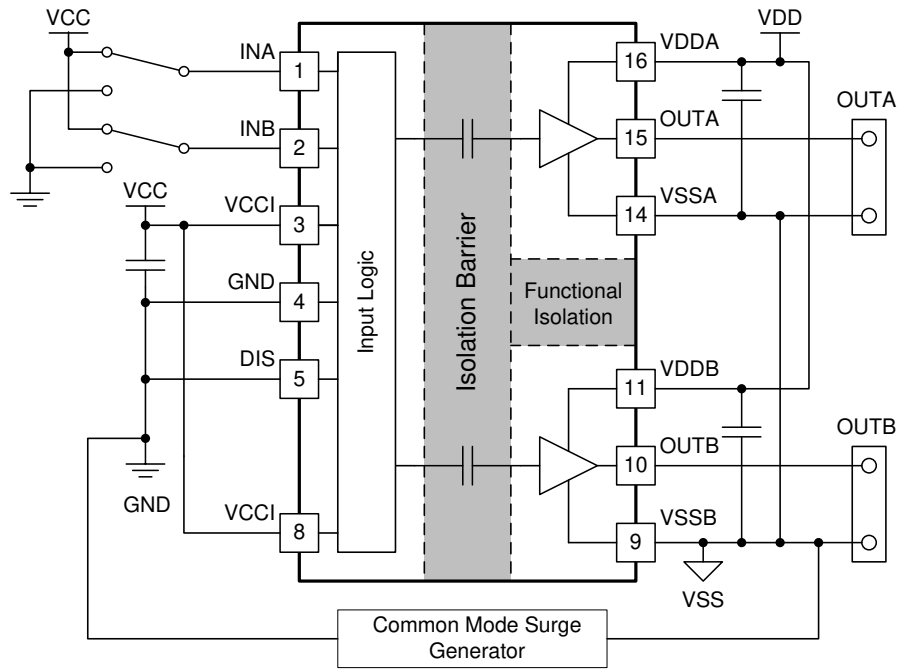 VCC
INA
1
INB
2
VCC
VCCI
3
GND
4
DIS
5
GND
VCCI
8
Input Logic
Isolation Barrier
Functional
Isolation
16
VDDA
VDD
15
OUTA
OUTA
14
VSSA
11
VDDB
10
OUTB
OUTB
9
VSSB
VSS
Common Mode Surge
Generator